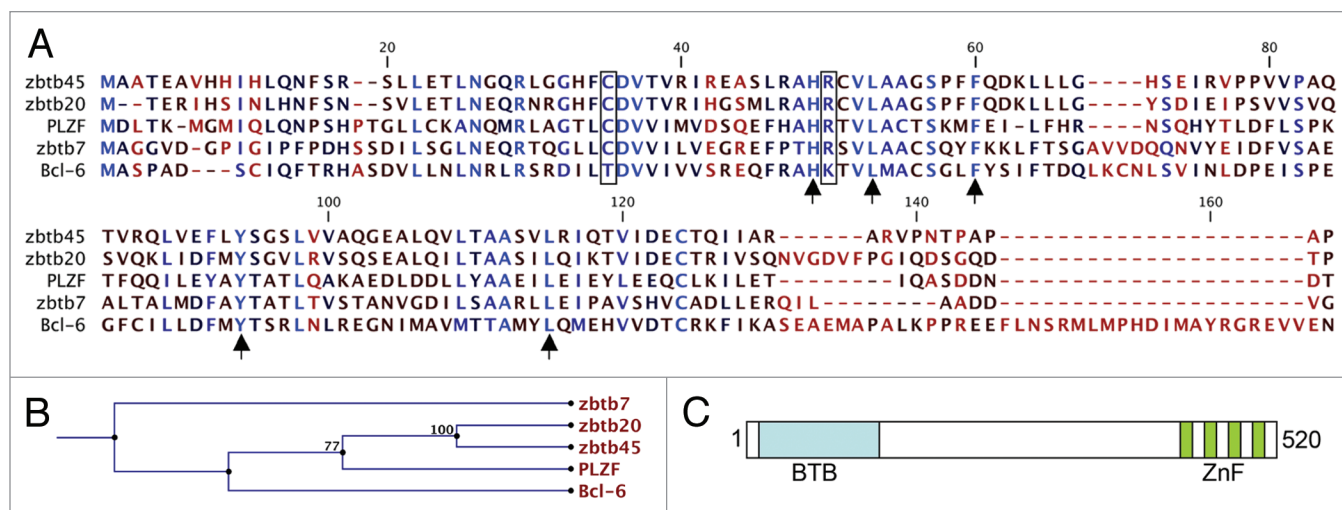 A
20 40 60 80
zbtb45 MAATEAVHHIHLQNFSR--SLLETLNGQRLGGHFCDVTVRIREASLRAHRCVLAAGSPFFQDKLLLG----HSEIRVPPVVPAQ
zbtb20 M--TERIHSINLHNFSR--SVLETLNEQRNRGHFCDVTVRIHGSMLRAHRCVLAAGSPFFQDKLLLG----YSDIEIPSVVSVQ
PLZF MDLTK-MGMIQLQNPSHPTGLLCKANQMRLAGTLCDVVIMVDSQEFHAHRTVLACTSKMFEI-LFHR----NSQHYTLDFLSPK
zbtb7 MAGGVD-GPIGIPFPDHSSDILSGLNEQRTQGLLCDVVILVEGREFPTHRSVLAACSQYFKKLFTSGAVVDQQNVYEIDFVSAE
Bcl-6 MASPAD---SCIQFTRHASDVLLNLNRLRSRDILTDVVIVVSREQFRAHKTVLMACSGLFYSIFTDQLKCNLSVINLDPEISPE
100 120 140 160
zbtb45 TVRQLVEFLYSGSLVVAQGEALQVLTAASVLRIQTVIDECTQIIAR------ARVPNTPAP---------------------AP
zbtb20 SVQKLIDFMYSGVLRVSQSEALQILTAASILQIKTVIDECTRIVSQNVGDVFPGIQDSGQD---------------------TP
PLZF TFQQILEYAYTATLQAKAEDLDDLLYAAEILEIEYLEEQCLKILET--------IQASDDN---------------------DT
zbtb7 ALTALMDFAYTATLTVSTANVGDILSAARLLEIPAVSHVCADLLERQIL--------AADD---------------------VG
Bcl-6 GFCILLDFMYTSRLNLREGNIMAVMTTAMYLQMEHVVDTCRKFIKASEAEMAPALKPPREEFLNSRMLMPHDIMAYRGREVVEN
B
zbtb7
100 zbtb20
77 zbtb45
PLZF
Bcl-6
C
1 520
BTB ZnF